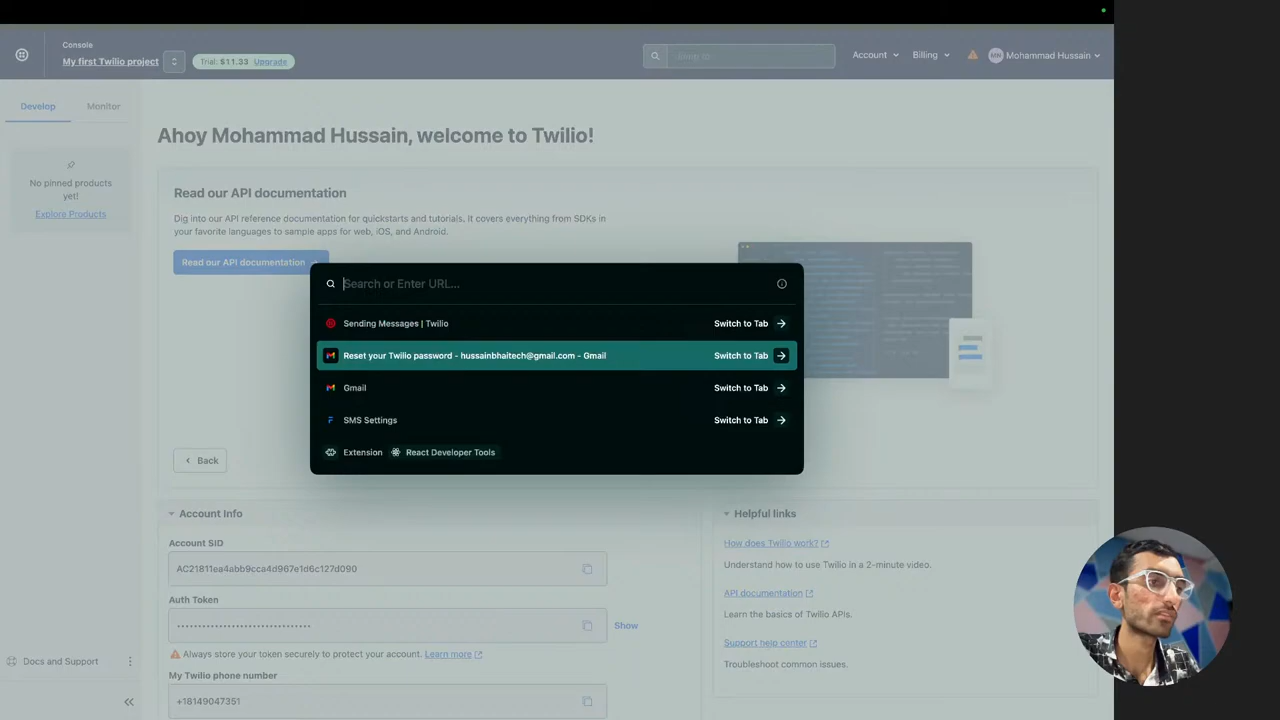 Console
My first Twilio project
Trial: $11.33 Upgrade
Jump to
Account
Billing
Mohammad Hussain
Develop
Monitor
Ahoy Mohammad Hussain, welcome to Twilio!
No pinned products
yet!
Explore Products
Read our API documentation
Dig into our API reference documentation for quickstarts and tutorials. It covers everything from SDKs in
your favorite languages to sample apps for web, iOS, and Android.
Read our API documentation
Search or Enter URL...
Sending Messages | Twilio
Switch to Tab
Reset your Twilio password - hussainbhaitech@gmail.com - Gmail
Switch to Tab
Gmail
Switch to Tab
SMS Settings
Switch to Tab
Extension
React Developer Tools
Back
Account Info
Account SID
AC21811ea4abb9cca4d967e1d6c127d090
Auth Token
Show
Always store your token securely to protect your account. Learn more
My Twilio phone number
+18149047351
Helpful links
How does Twilio work?
Understand how to use Twilio in a 2-minute video.
API documentation
Learn the basics of Twilio APIs.
Support help center
Troubleshoot common issues.
Docs and Support